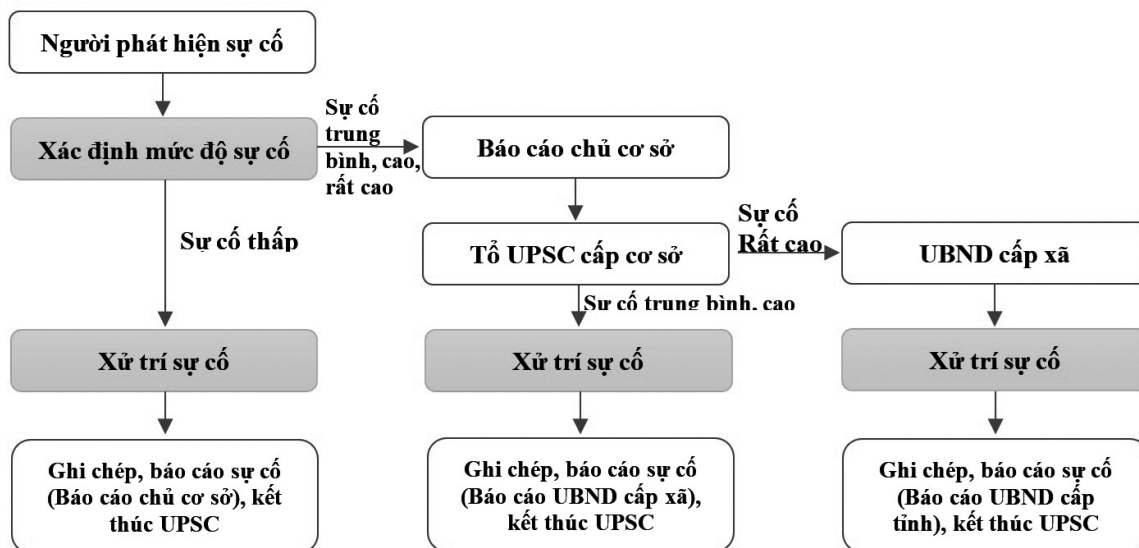 Người phát hiện sự cố
Xác định mức độ sự cố
Sự cố
trung
bình, cao,
rất cao
Báo cáo chủ cơ sở
Sự cố thấp
Tổ UPSC cấp cơ sở
Sự cố
Rất cao
UBND cấp xã
Sự cố trung bình, cao
Xử trí sự cố
Xử trí sự cố
Xử trí sự cố
Ghi chép, báo cáo sự cố
(Báo cáo chủ cơ sở), kết
thúc UPSC
Ghi chép, báo cáo sự cố
(Báo cáo UBND cấp xã),
kết thúc UPSC
Ghi chép, báo cáo sự cố
(Báo cáo UBND cấp
tỉnh), kết thúc UPSC